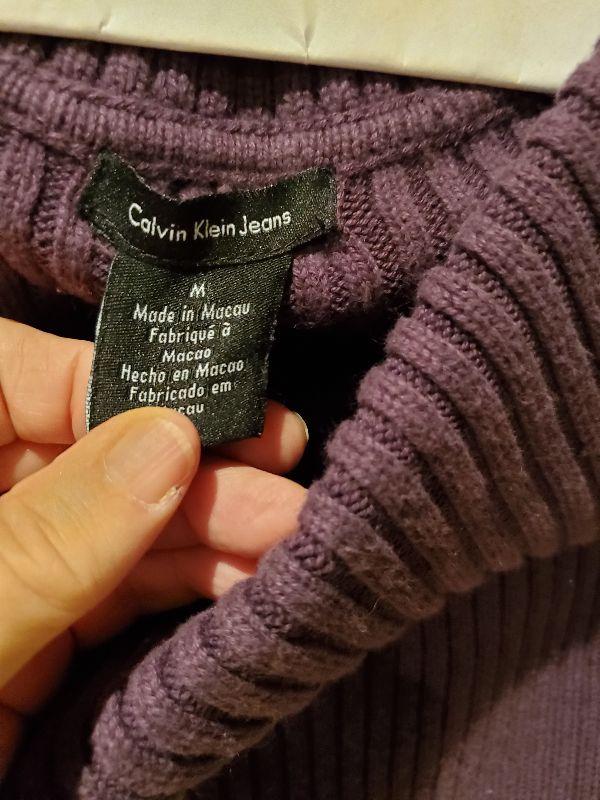 Calvin Klein Jeans
M
Made in Macau
Fabriqué à
Macao
Hecho en Macao
Fabricado em